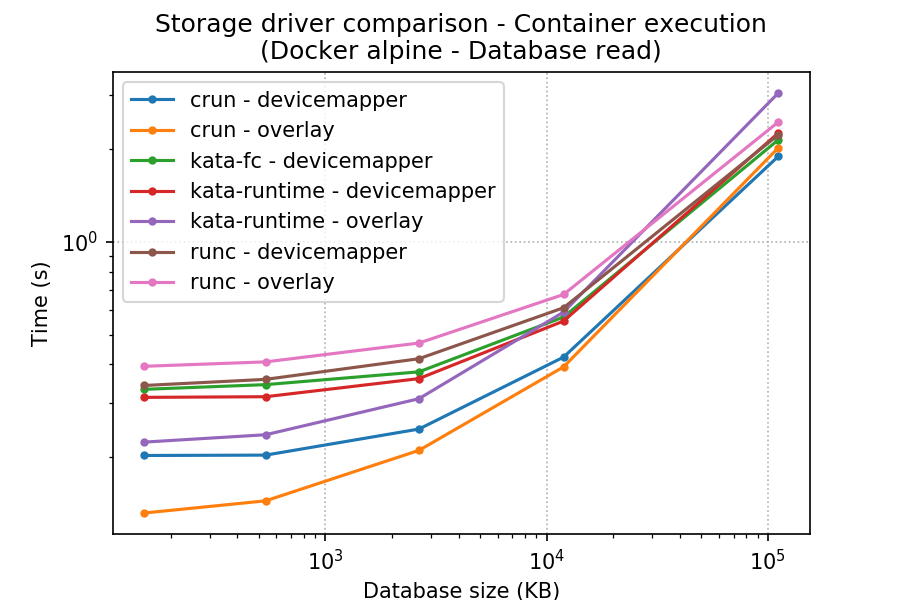 Storage driver comparison - Container execution
(Docker alpine - Database read)
crun - devicemapper
crun - overlay
kata-fc - devicemapper
kata-runtime - devicemapper
kata-runtime - overlay
runc - devicemapper
runc - overlay
10⁰
Time (s)
10³ 10⁴ 10⁵
Database size (KB)